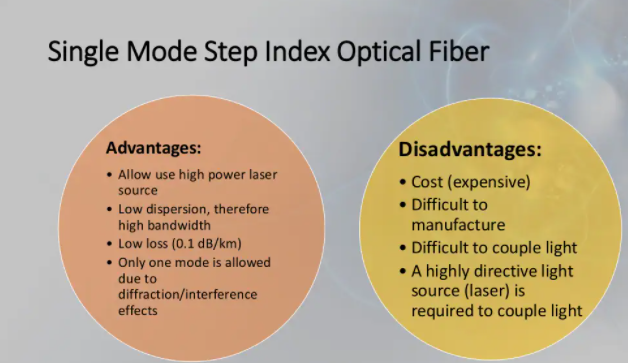 Single Mode Step Index Optical Fiber
Advantages:
• Allow use high power laser
source
• Low dispersion, therefore
high bandwidth
• Low loss (0.1 dB/km)
• Only one mode is allowed
due to
diffraction/interference
effects
Disadvantages:
• Cost (expensive)
• Difficult to
manufacture
• Difficult to couple light
• A highly directive light
source (laser) is
required to couple light